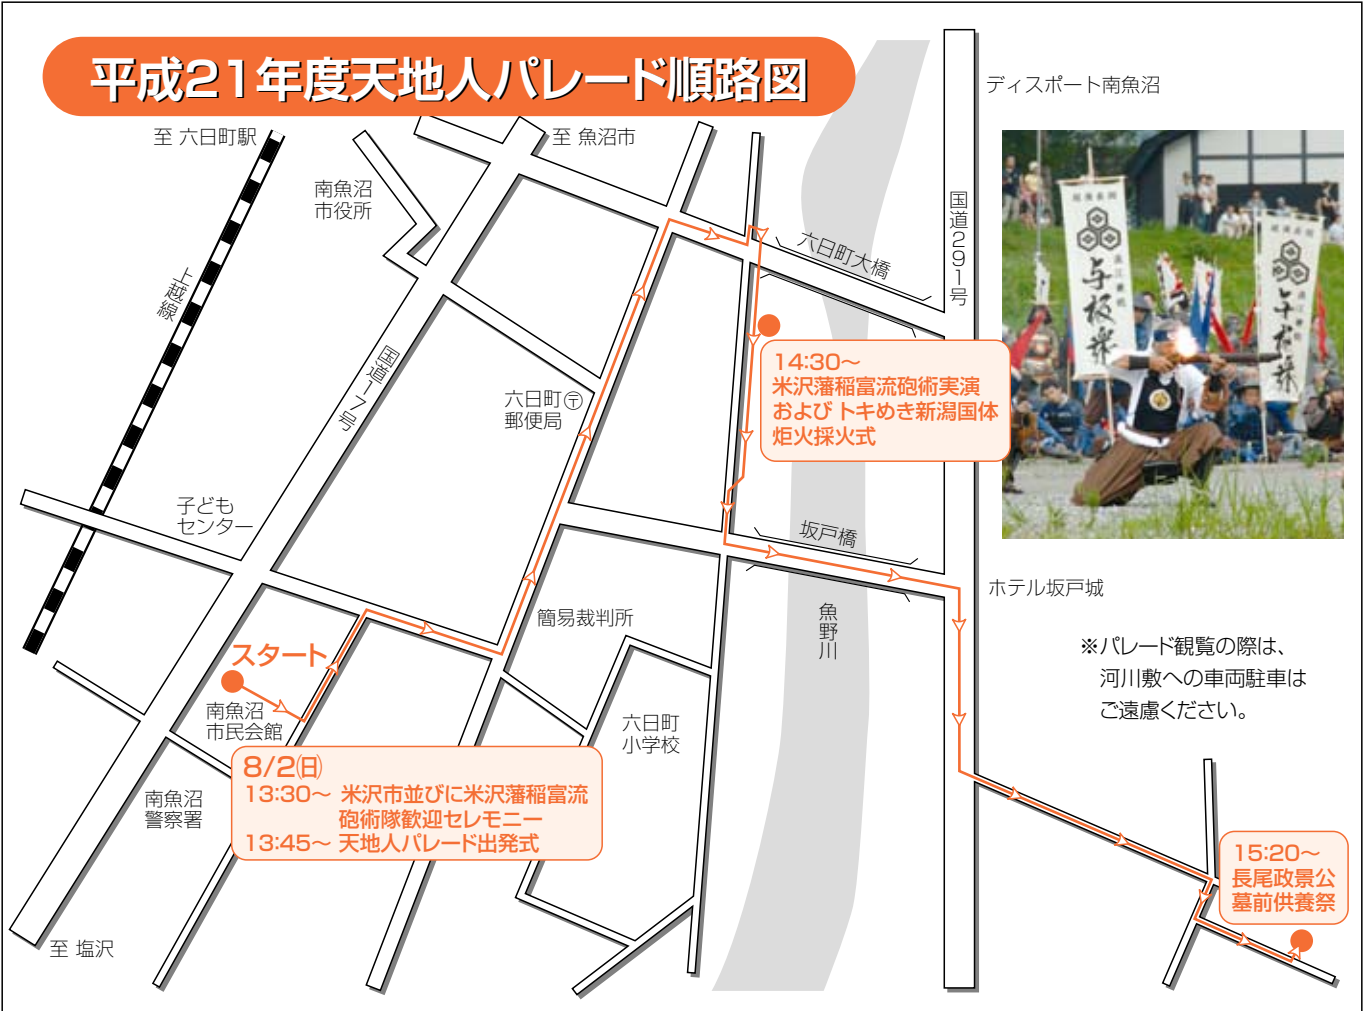 平成21年度天地人パレード順路図
至 六日町駅
至 魚沼市
ディスポート南魚沼
南魚沼
市役所
国道291号
六日町大橋
上越線
国道17号
14:30〜
米沢藩稲富流砲術実演
および トキめき新潟国体
炬火採火式
六日町〒
郵便局
子ども
センター
坂戸橋
ホテル坂戸城
簡易裁判所
魚野川
※パレード観覧の際は、
河川敷への車両駐車は
ご遠慮ください。
スタート
南魚沼
市民会館
六日町
小学校
8/2㈰
13:30〜 米沢市並びに米沢藩稲富流
砲術隊歓迎セレモニー
13:45〜 天地人パレード出発式
南魚沼
警察署
15:20〜
長尾政景公
墓前供養祭
至 塩沢